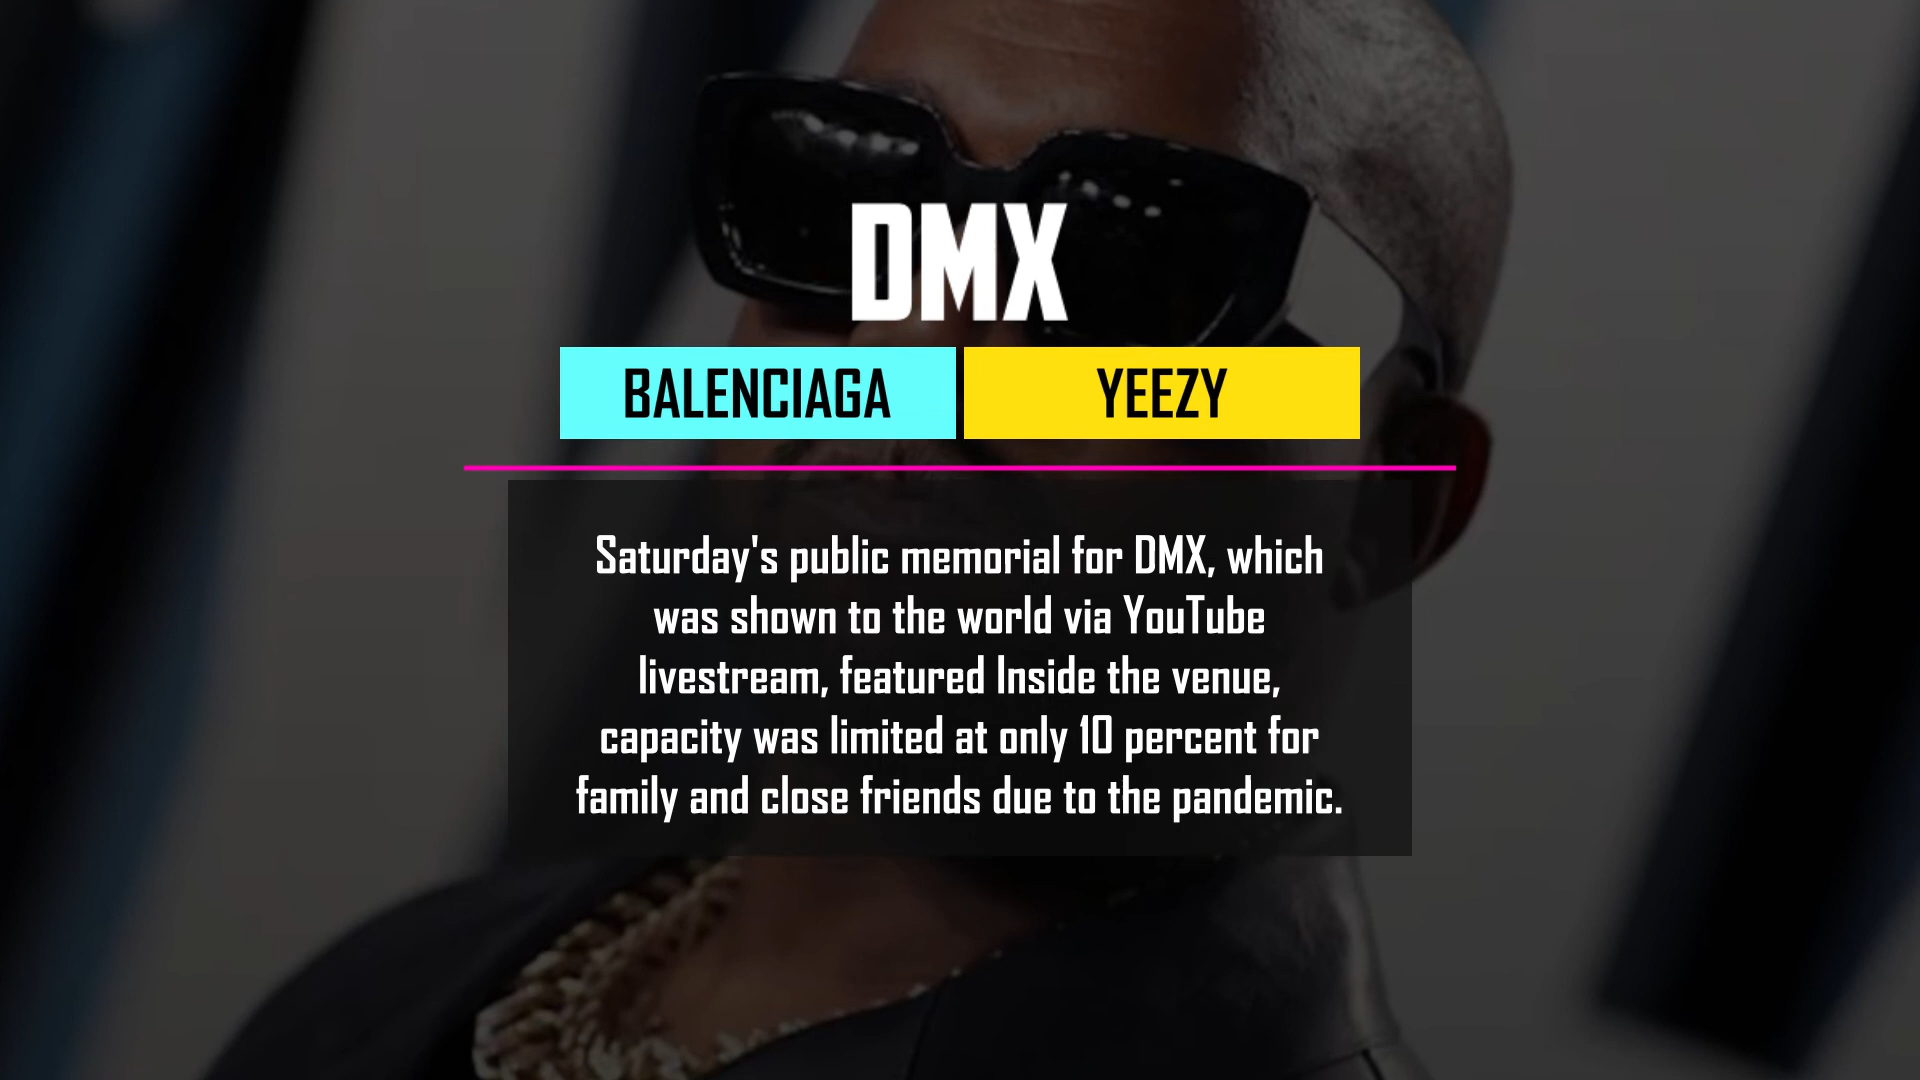 DMX
BALENCIAGA
YEEZY
Saturday's public memorial for DMX, which
was shown to the world via YouTube
livestream, featured Inside the venue,
capacity was limited at only 10 percent for
family and close friends due to the pandemic.